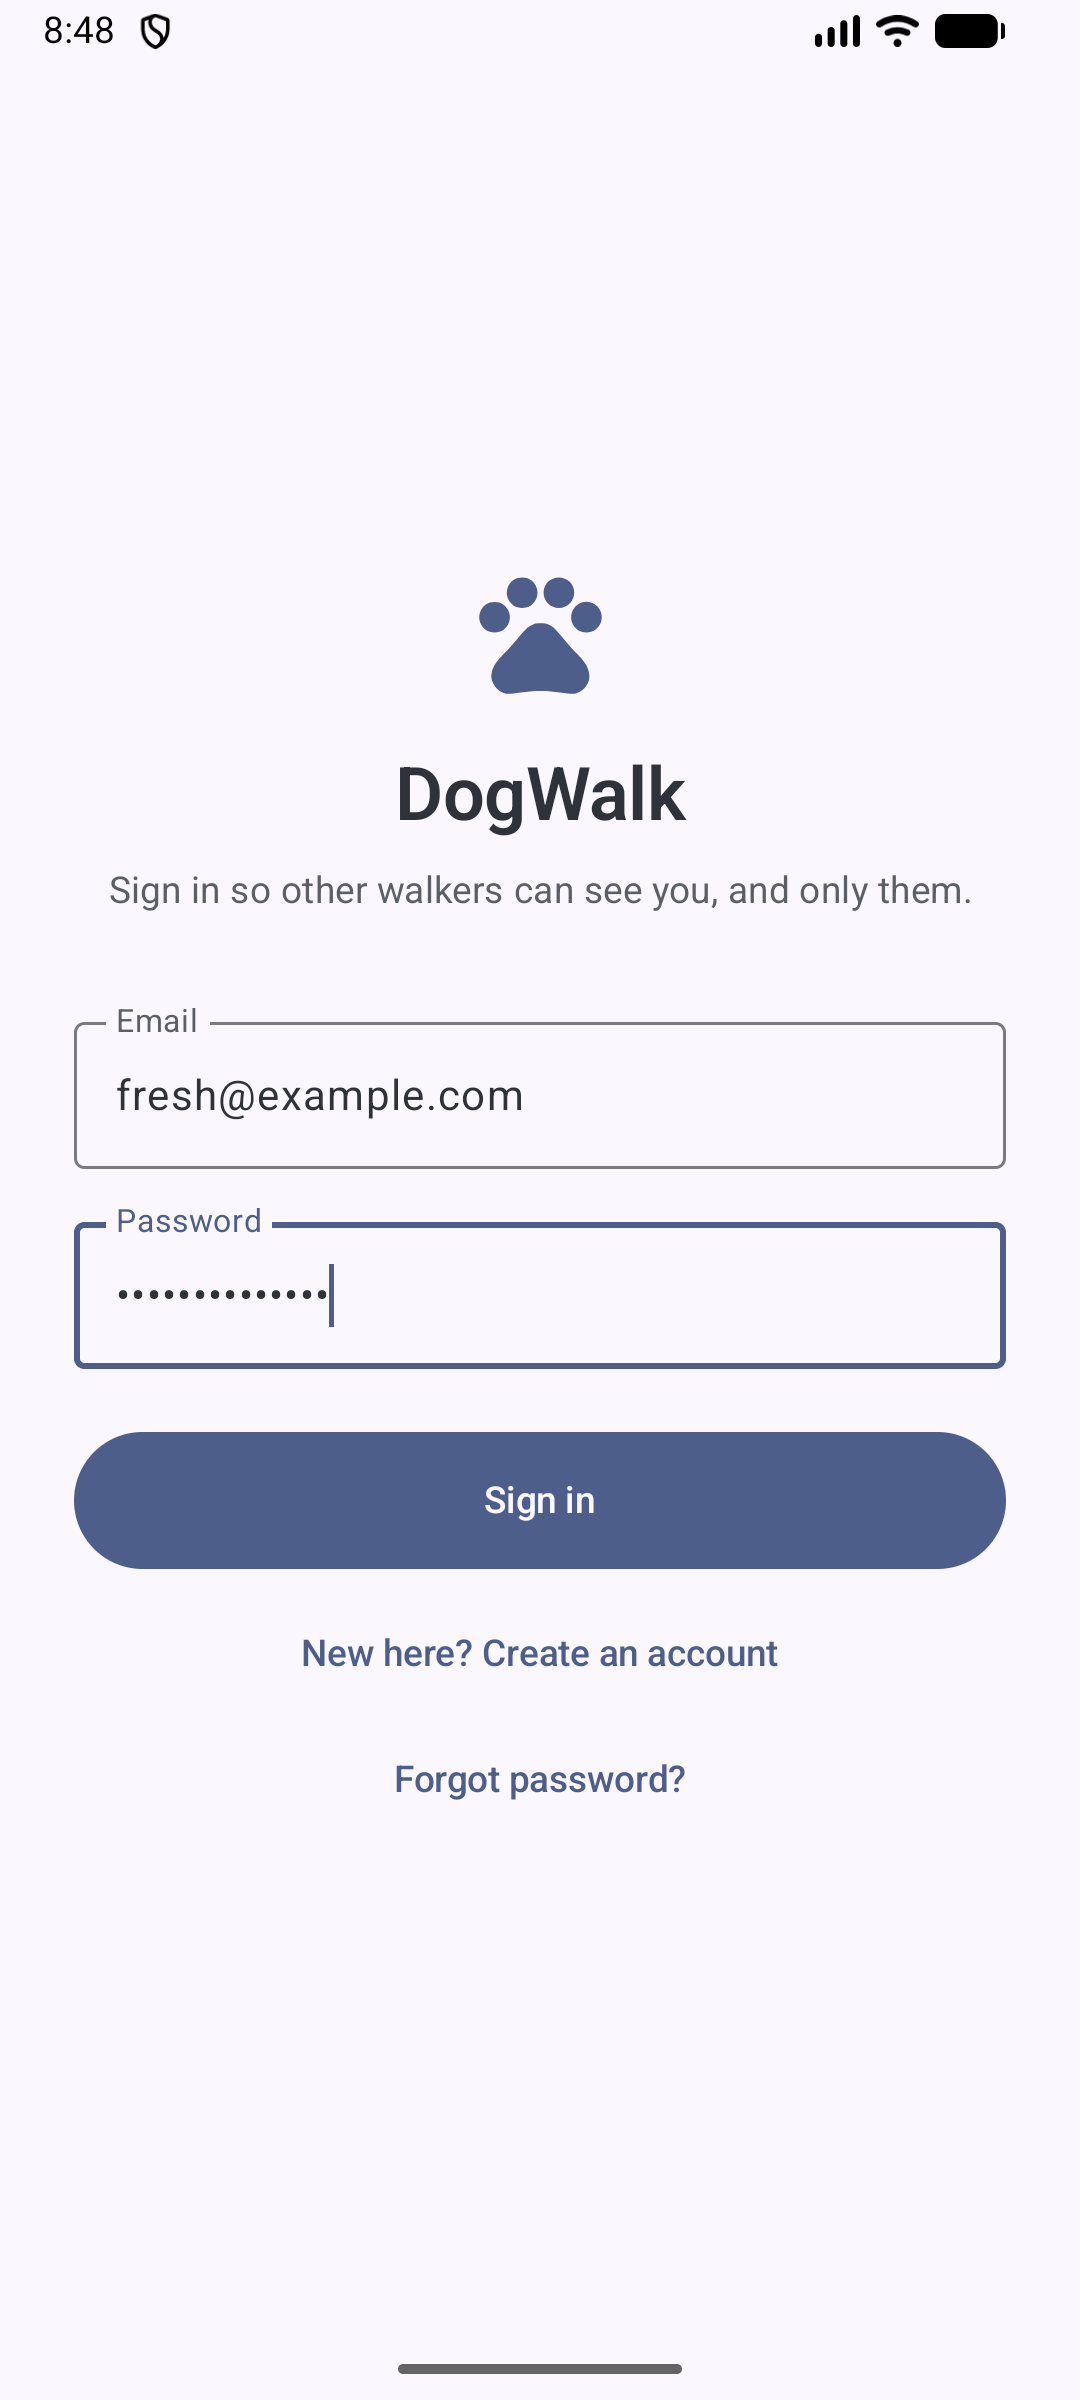 8:48
DogWalk
Sign in so other walkers can see you, and only them.
Email
fresh@example.com
Password
••••••••••••••
Sign in
New here? Create an account
Forgot password?